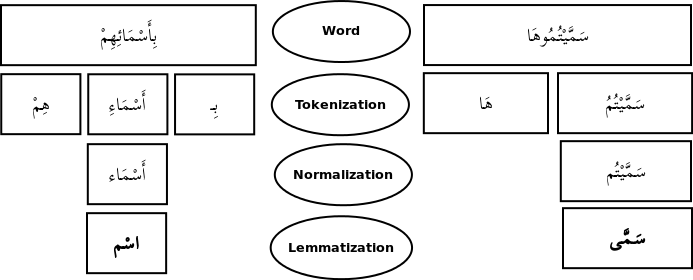 بِأَسْمَائِهِمْ Word سَمَّيْتُمُوهَا
هِمْ أَسْمَاءِ بِـ Tokenization هَا سَمَّيْتُمُ
أَسْمَاء Normalization سَمَّيْتُم
اسْم Lemmatization سَمَّى